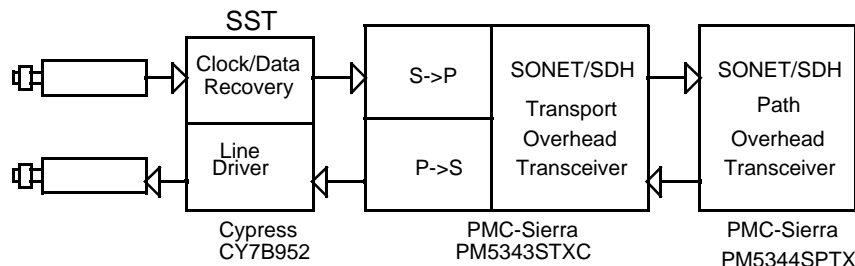 SST
Clock/Data
Recovery
Line
Driver
S->P
P->S
SONET/SDH
Transport
Overhead
Transceiver
SONET/SDH
Path
Overhead
Transceiver
Cypress
CY7B952
PMC-Sierra
PM5343STXC
PMC-Sierra
PM5344SPTX